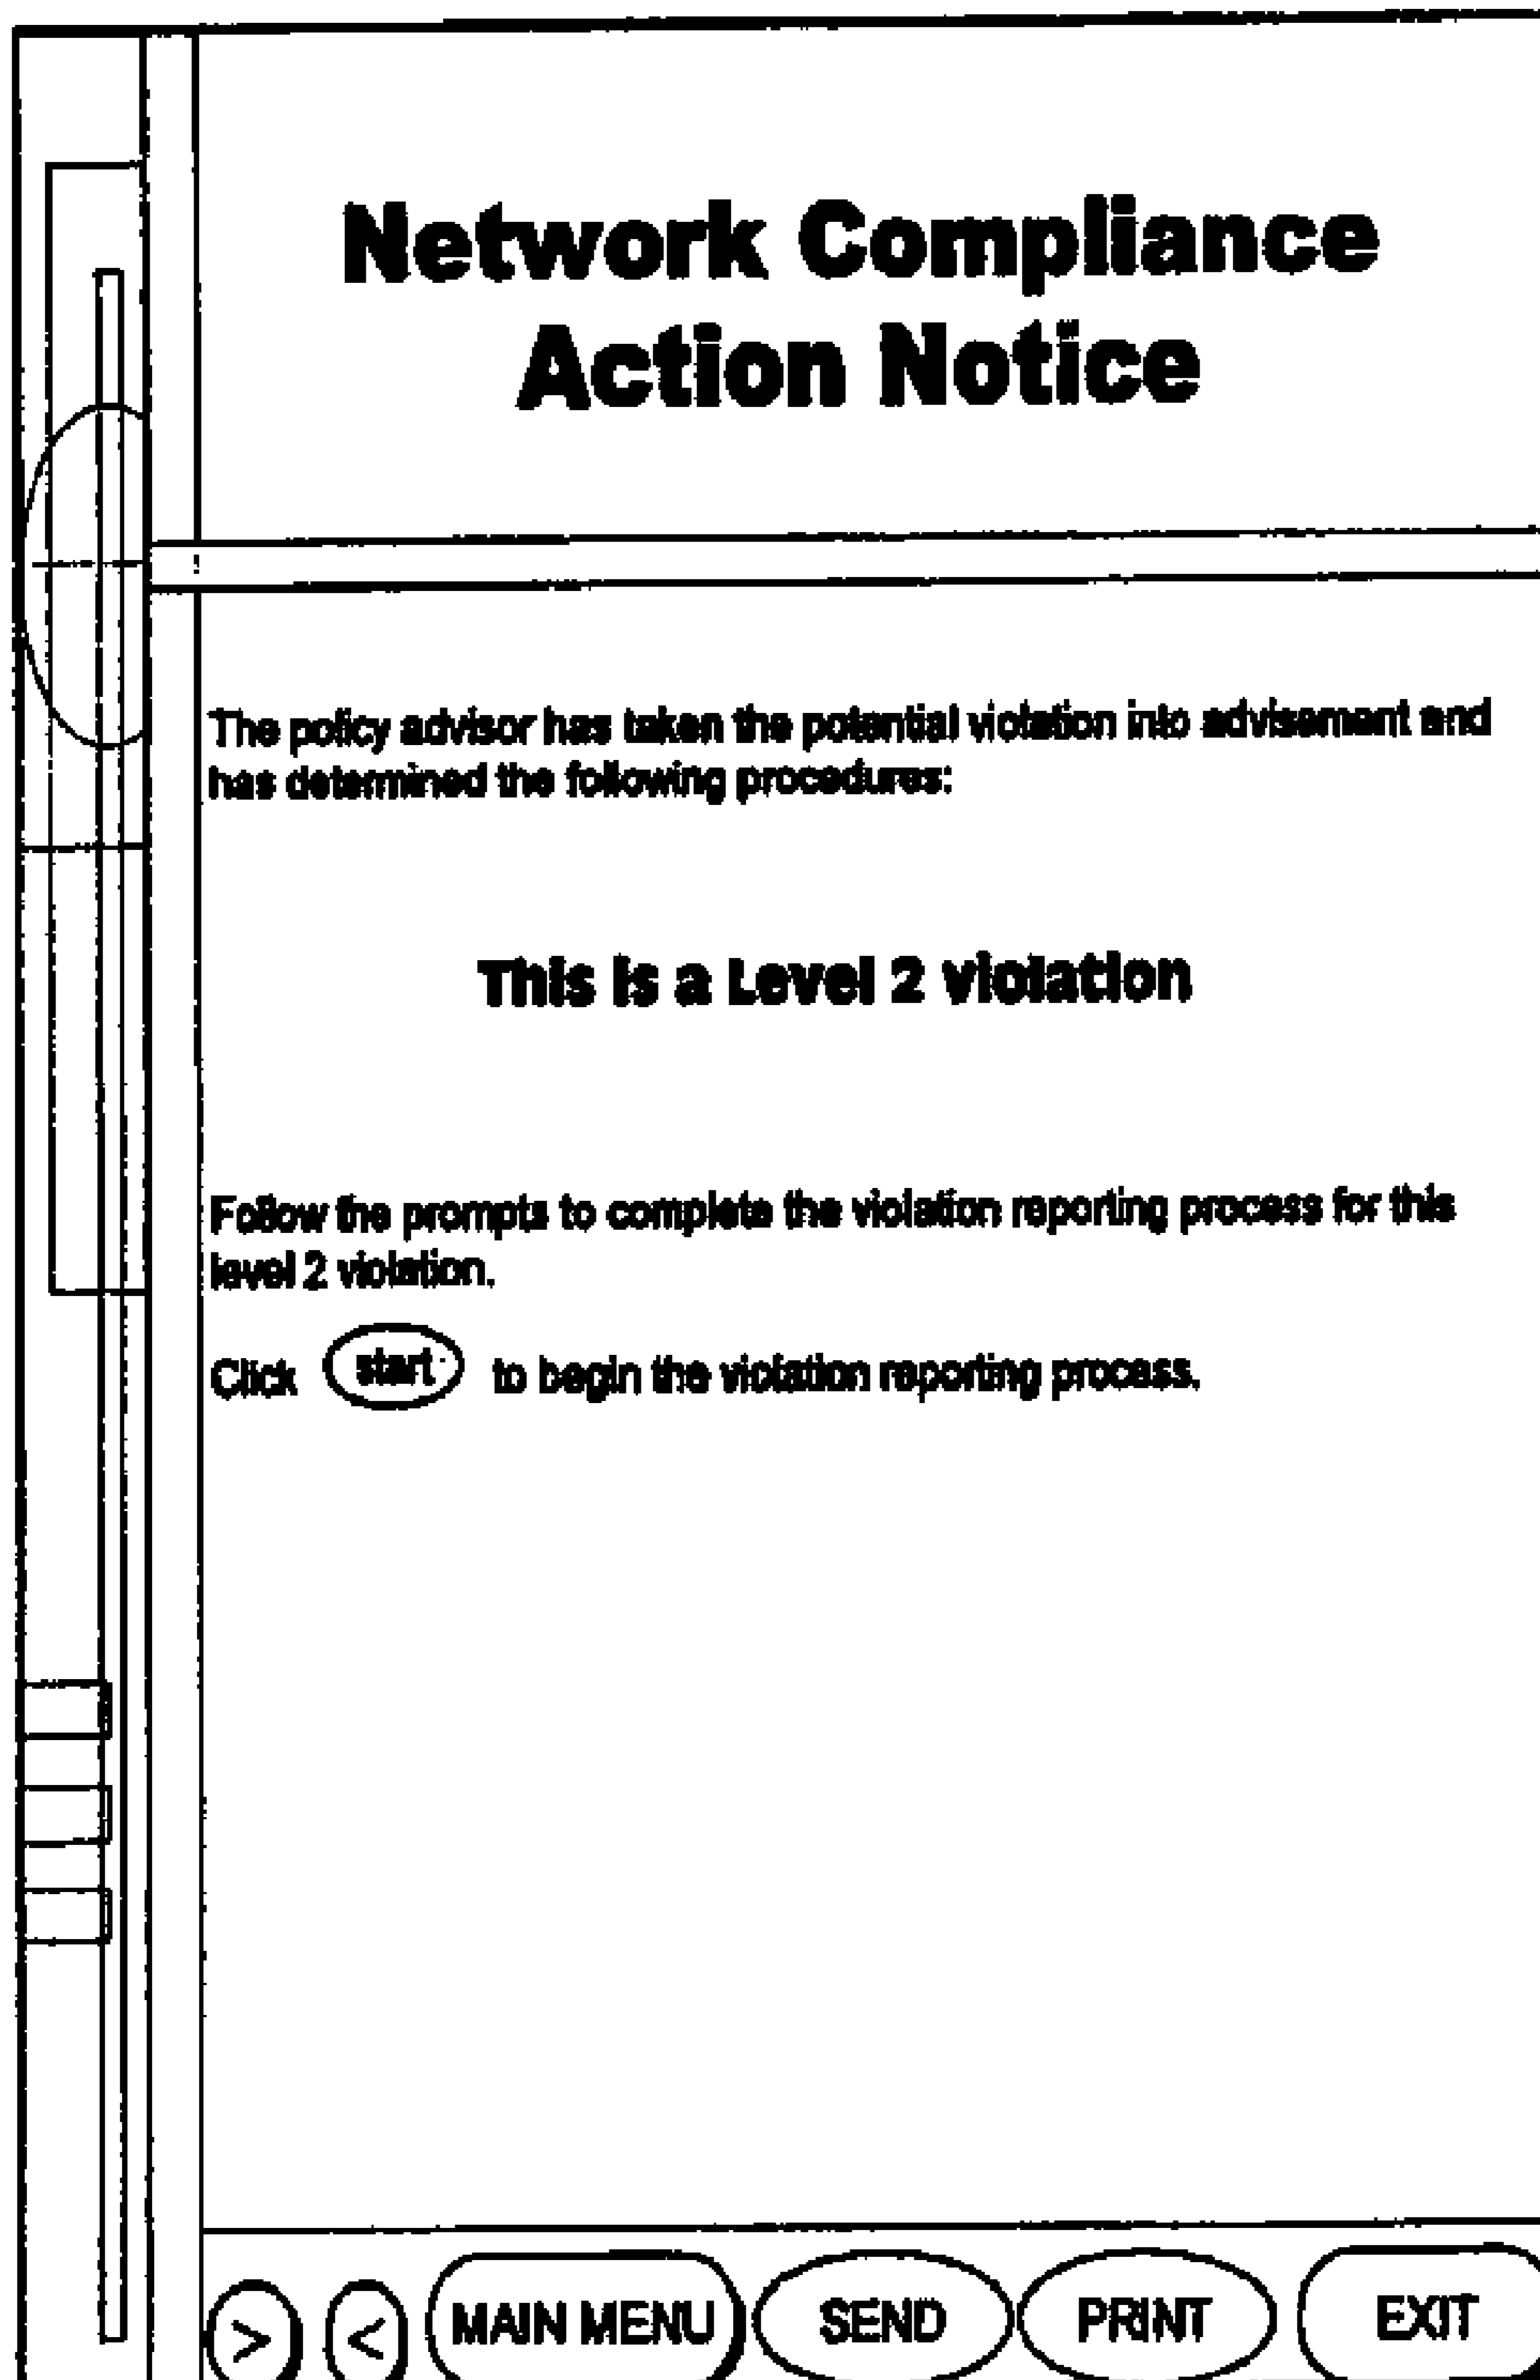 Network Compliance
Action Notice
The policy advisor has taken the potential violation into advisement and
has determined the following procedures:
This is a Level 2 violation
Follow the prompts to complete the violation reporting process for this
level 2 violation.
Click start to begin the violation reporting process.
> < MAIN MENU SEND PRINT EXIT